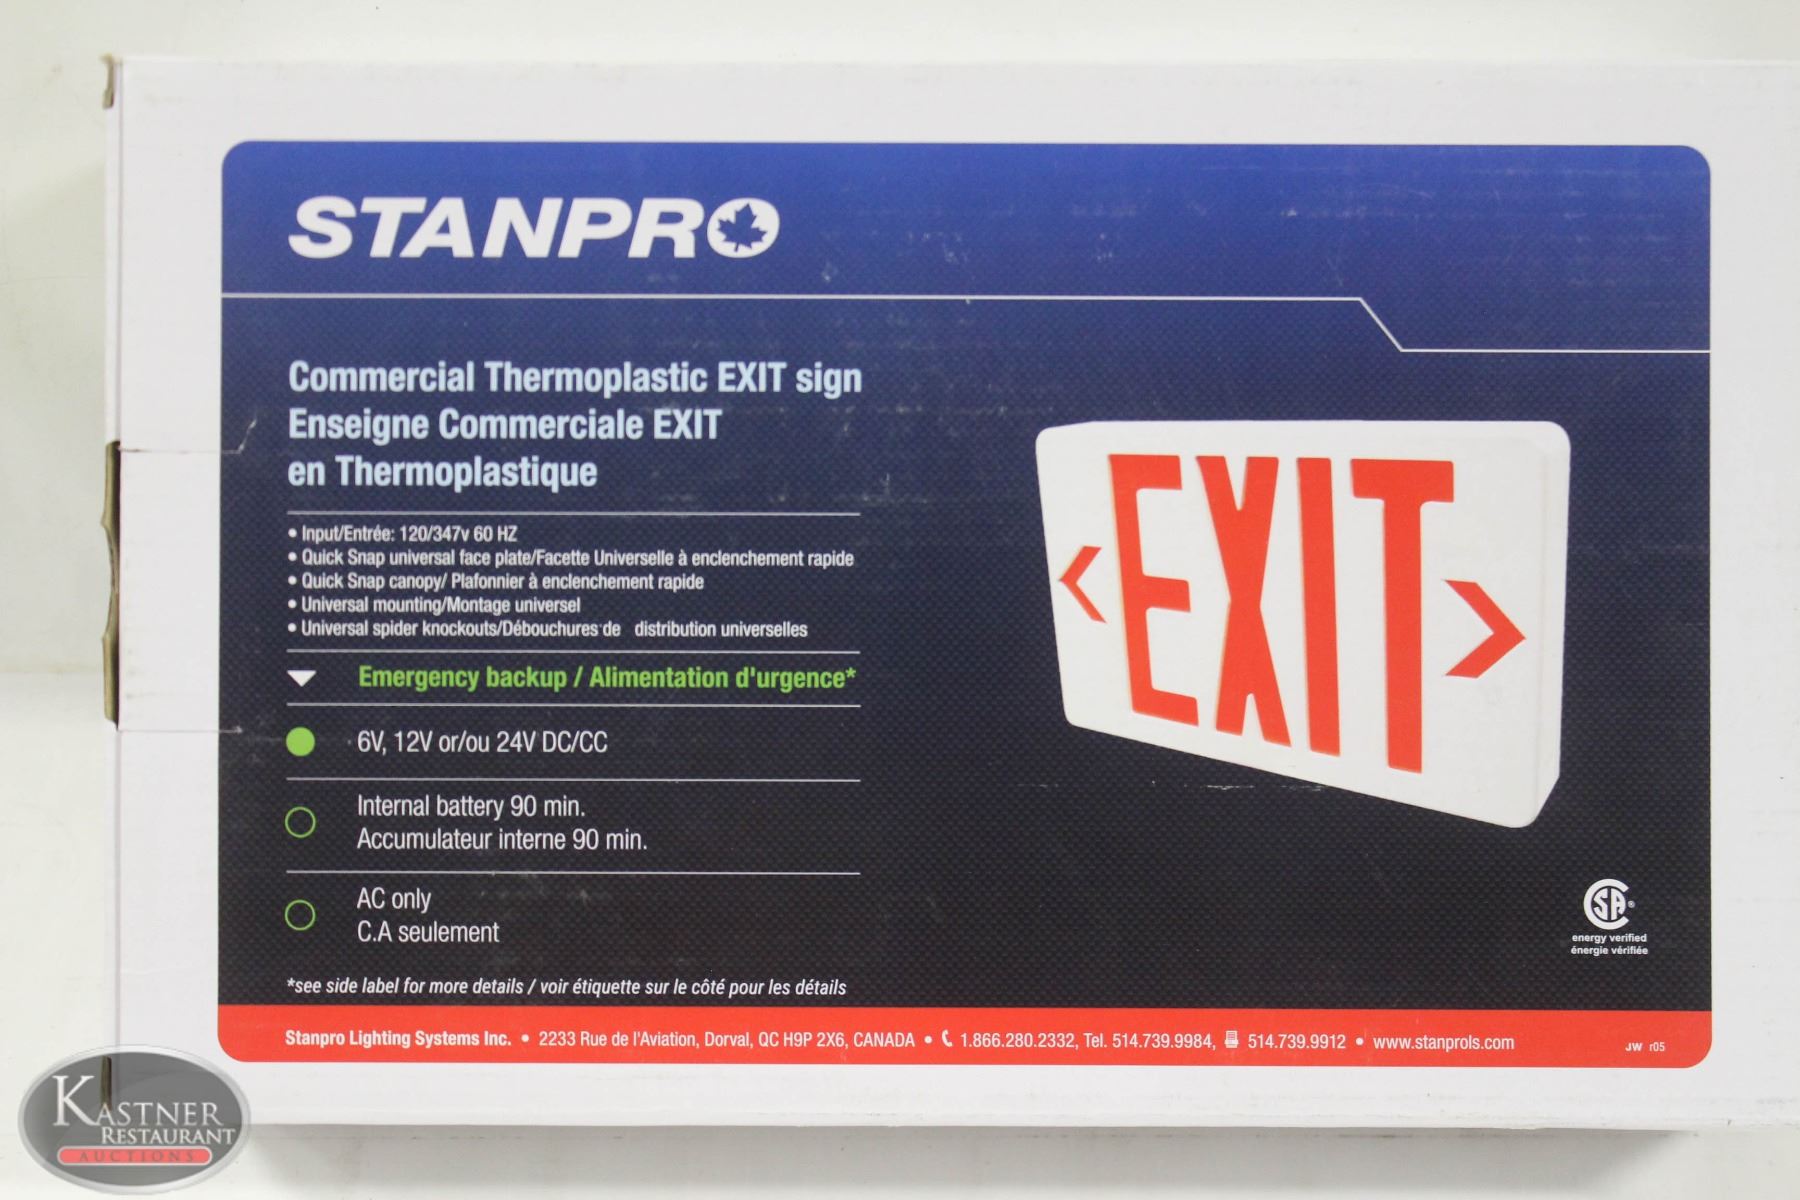 STANPRO
Commercial Thermoplastic EXIT sign
Enseigne Commerciale EXIT
en Thermoplastique
• Input/Entrée: 120/347v 60 HZ
• Quick Snap universal face plate/Facette Universelle à enclenchement rapide
• Quick Snap canopy/ Plafonnier à enclenchement rapide
• Universal mounting/Montage universel
• Universal spider knockouts/Débouchures de distribution universelles
Emergency backup / Alimentation d'urgence*
6V, 12V or/ou 24V DC/CC
Internal battery 90 min.
Accumulateur interne 90 min.
AC only
C.A seulement
*see side label for more details / voir étiquette sur le côté pour les détails
< EXIT >
SA®
energy verified
énergie vérifiée
Stanpro Lighting Systems Inc. • 2233 Rue de l'Aviation, Dorval, QC H9P 2X6, CANADA • 1.866.280.2332, Tel. 514.739.9984, 514.739.9912 • www.stanprols.com
JW r05
KASTNER
RESTAURANT
AUCTIONS